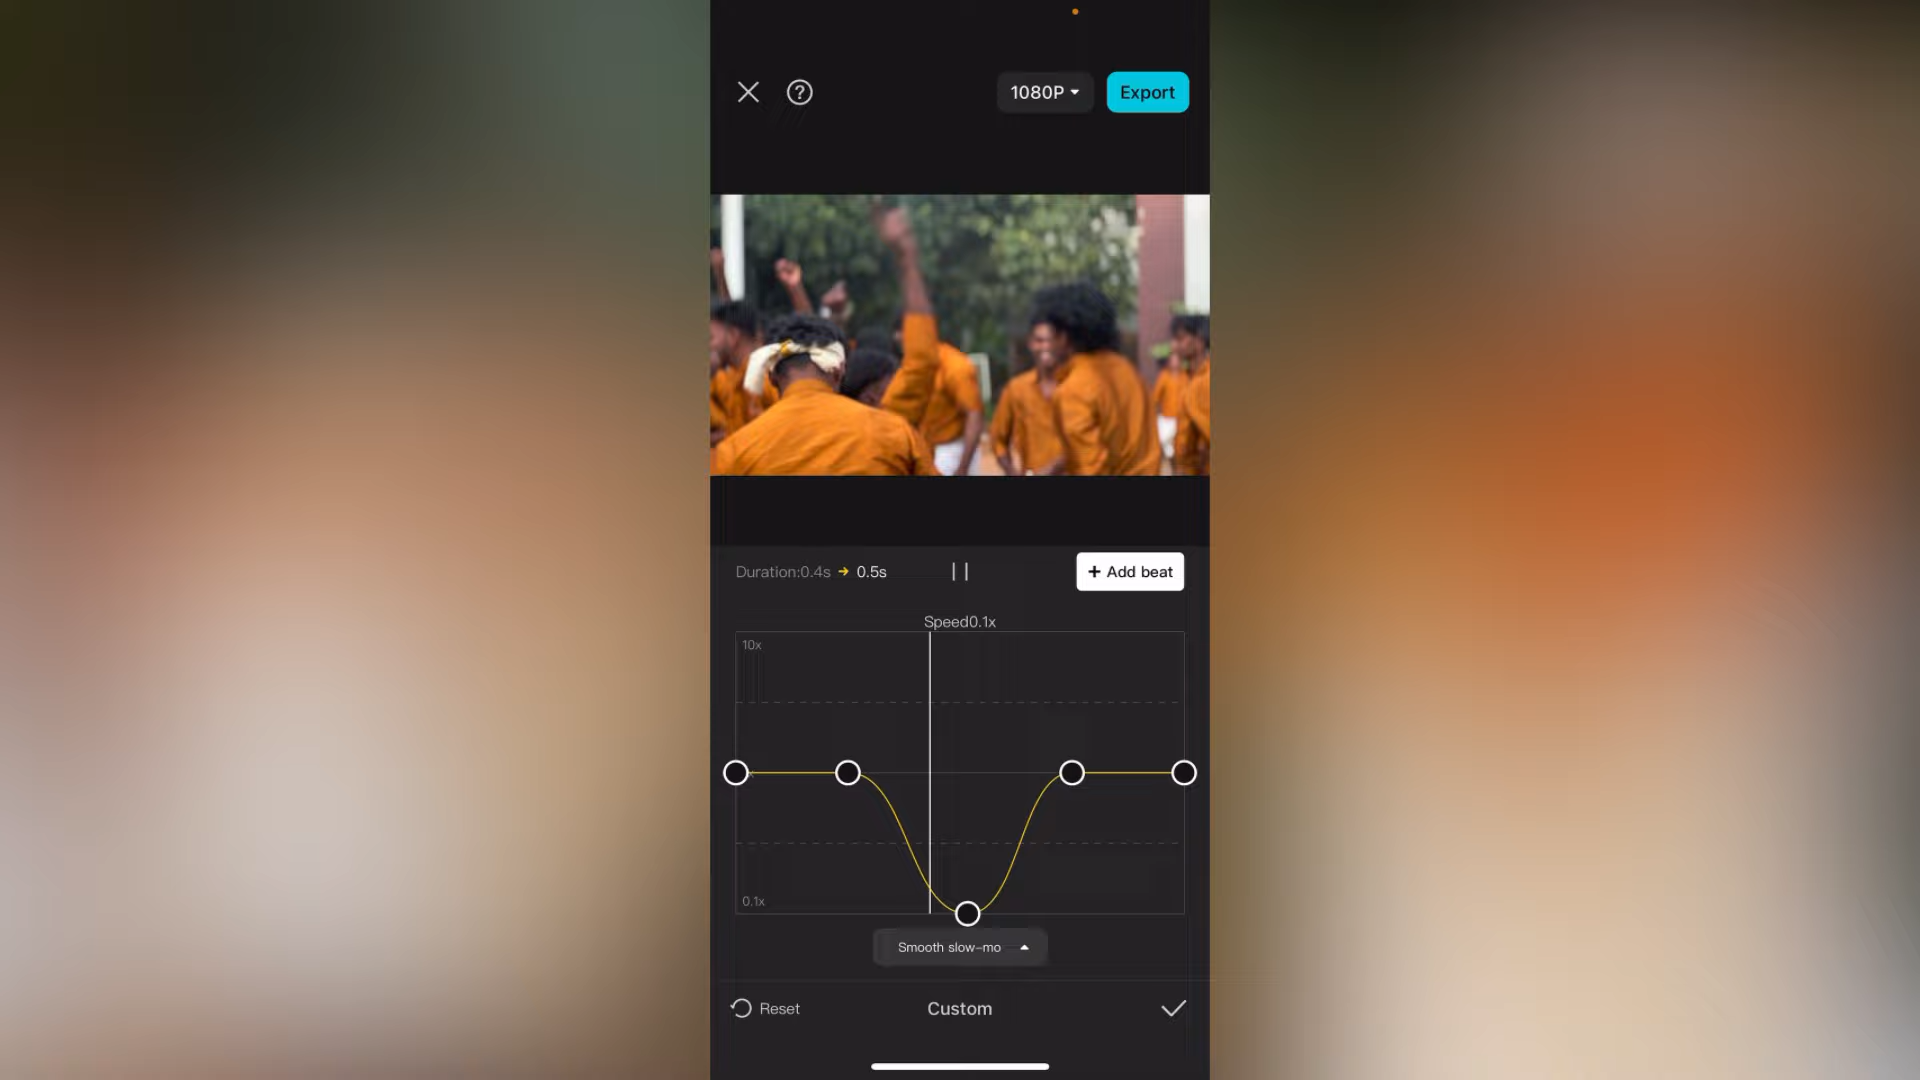 1080P Export
Duration:0.4s → 0.5s
+ Add beat
Speed0.1x
10x
0.1x
Smooth slow-mo
Reset
Custom